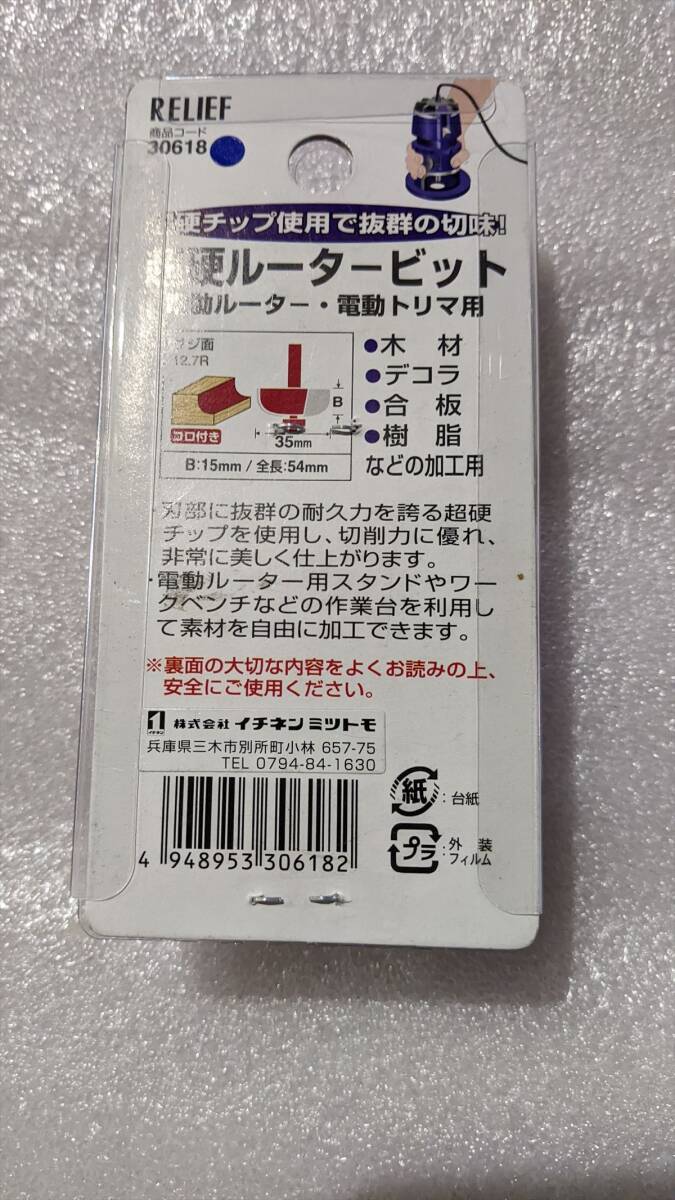 RELIEF
商品コード
30618
硬チップ使用で抜群の切味!
硬ルータービット
動ルーター・電動トリマ用
ジ面
12.7R
B
コロ付き
35mm
B:15mm / 全長:54mm
●木材
●デコラ
●合板
●樹脂
などの加工用
・刃部に抜群の耐久力を誇る超硬
チップを使用し、切削力に優れ、
非常に美しく仕上がります。
・電動ルーター用スタンドやワー
クベンチなどの作業台を利用し
て素材を自由に加工できます。
※裏面の大切な内容をよくお読みの上、
安全にご使用ください。
イチネン
株式会社イチネンミツトモ
兵庫県三木市別所町小林 657-75
TEL 0794-84-1630
紙:台紙
プラ:外装
フィルム
4 948953 306182